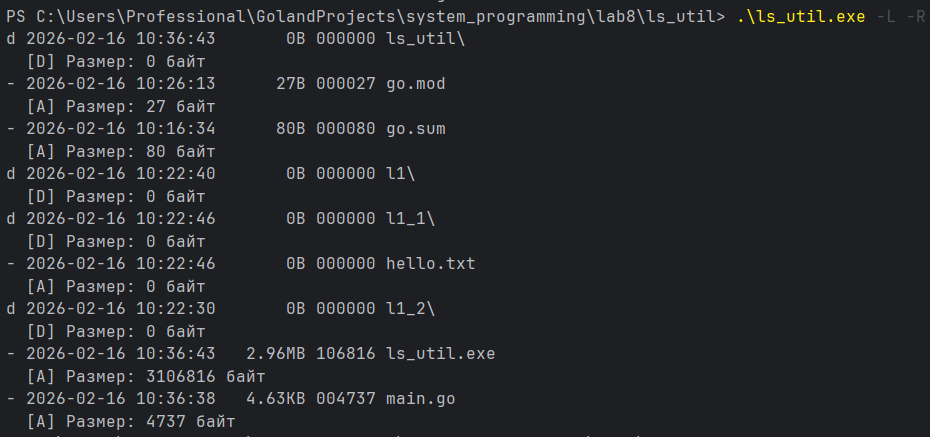 PS C:\Users\Professional\GolandProjects\system_programming\lab8\ls_util> .\ls_util.exe -L -R
d 2026-02-16 10:36:43       0B 000000 ls_util\
  [D] Размер: 0 байт
- 2026-02-16 10:26:13      27B 000027 go.mod
  [A] Размер: 27 байт
- 2026-02-16 10:16:34      80B 000080 go.sum
  [A] Размер: 80 байт
d 2026-02-16 10:22:40       0B 000000 l1\
  [D] Размер: 0 байт
d 2026-02-16 10:22:46       0B 000000 l1_1\
  [D] Размер: 0 байт
- 2026-02-16 10:22:46       0B 000000 hello.txt
  [A] Размер: 0 байт
d 2026-02-16 10:22:30       0B 000000 l1_2\
  [D] Размер: 0 байт
- 2026-02-16 10:36:43   2.96MB 106816 ls_util.exe
  [A] Размер: 3106816 байт
- 2026-02-16 10:36:38   4.63KB 004737 main.go
  [A] Размер: 4737 байт